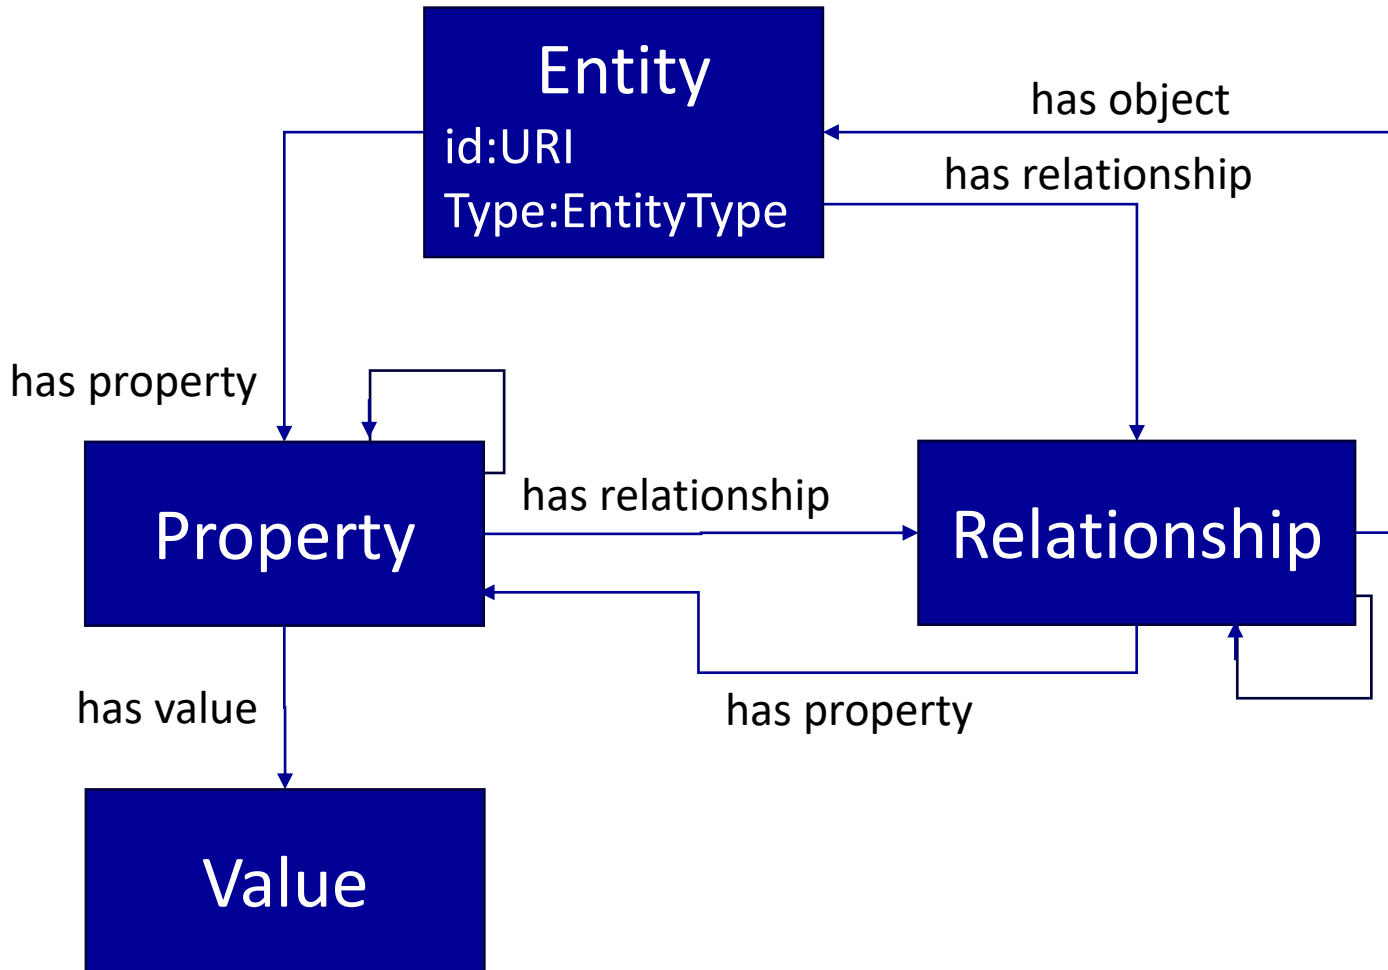 Entity
id:URI
Type:EntityType
has object
has relationship
has property
Property
has relationship
Relationship
has value
has property
Value